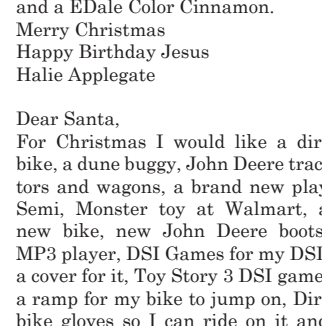 and a EDale Color Cinnamon.
Merry Christmas
Happy Birthday Jesus
Halie Applegate

Dear Santa,
For Christmas I would like a dir
bike, a dune buggy, John Deere trac
tors and wagons, a brand new play
Semi, Monster toy at Walmart, a
new bike, new John Deere boots
MP3 player, DSI Games for my DSI
a cover for it, Toy Story 3 DSI game
a ramp for my bike to jump on, Dir
bike gloves so I can ride on it and